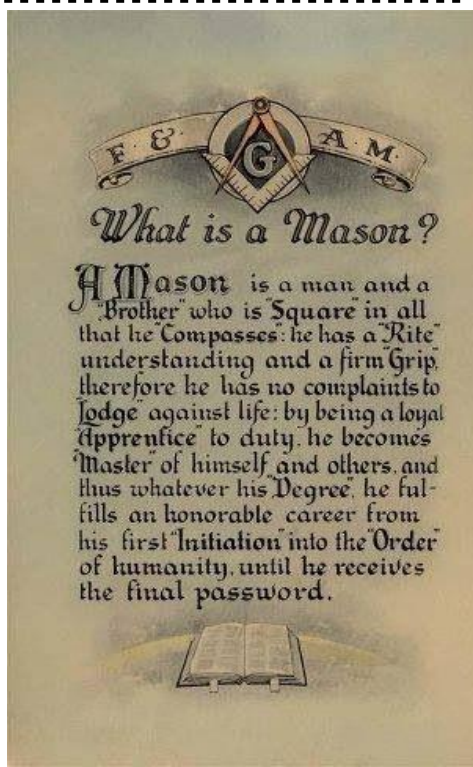 F. & A. M.
G
What is a Mason?
A Mason is a man and a
"Brother" who is "Square" in all
that he "Compasses": he has a "Rite"
understanding and a firm "Grip",
therefore he has no complaints to
"Lodge" against life: by being a loyal
"Apprentice" to duty, he becomes
"Master" of himself and others, and
thus whatever his "Degree", he ful-
fills an honorable career from
his first "Initiation" into the "Order"
of humanity, until he receives
the final password.